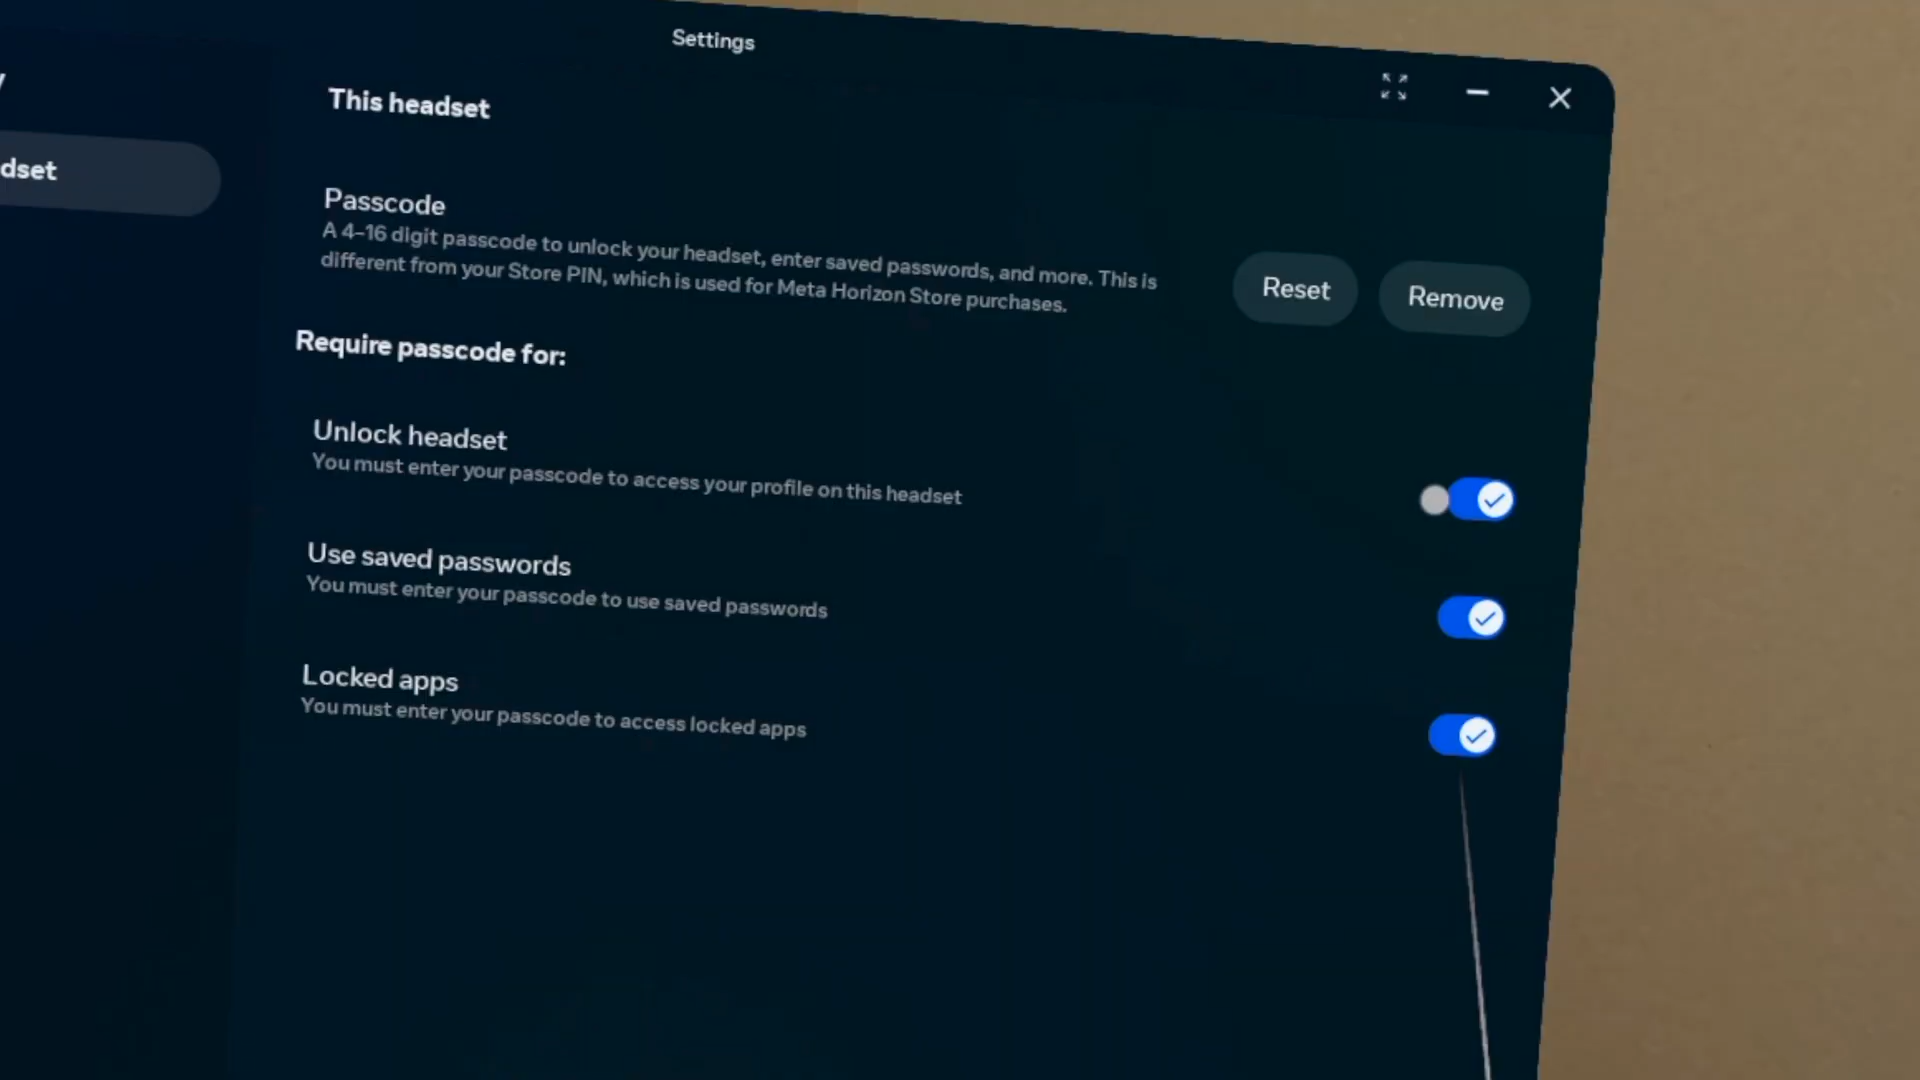 Settings
This headset
dset
Passcode
A 4-16 digit passcode to unlock your headset, enter saved passwords, and more. This is
different from your Store PIN, which is used for Meta Horizon Store purchases.
Reset
Remove
Require passcode for:
Unlock headset
You must enter your passcode to access your profile on this headset
Use saved passwords
You must enter your passcode to use saved passwords
Locked apps
You must enter your passcode to access locked apps